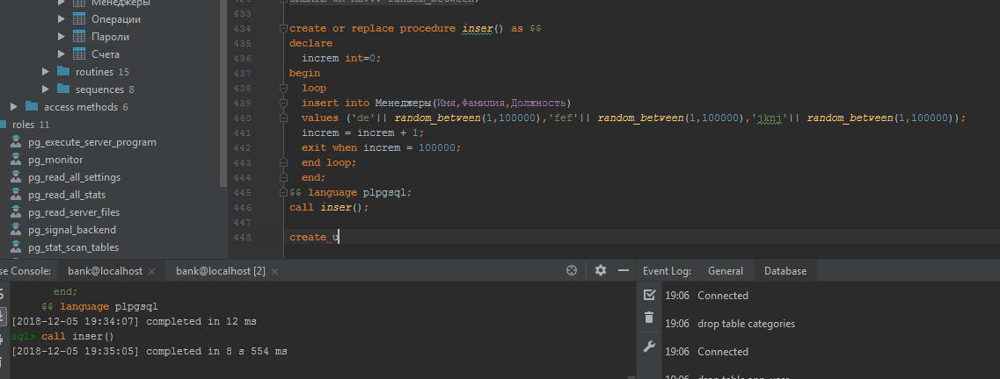 Менеджеры
Операции
Пароли
Счета
routines 15
sequences 8
access methods 6
roles 11
pg_execute_server_program
pg_monitor
pg_read_all_settings
pg_read_all_stats
pg_read_server_files
pg_signal_backend
pg_stat_scan_tables
433
434 create or replace procedure inser() as $$
435 declare
436 increm int=0;
437 begin
438 loop
439 insert into Менеджеры(Имя,Фамилия,Должность)
440 values ('de'|| random_between(1,100000),'fef'|| random_between(1,100000),'jknj'|| random_between(1,100000));
441 increm = increm + 1;
442 exit when increm = 100000;
443 end loop;
444 end;
445 $$ language plpgsql;
446 call inser();
447
448 create u
se Console: bank@localhost × bank@localhost [2] ×
end;
$$ language plpgsql
[2018-12-05 19:34:07] completed in 12 ms
sql> call inser()
[2018-12-05 19:35:05] completed in 8 s 554 ms
Event Log: General Database
19:06 Connected
19:06 drop table categories
19:06 Connected